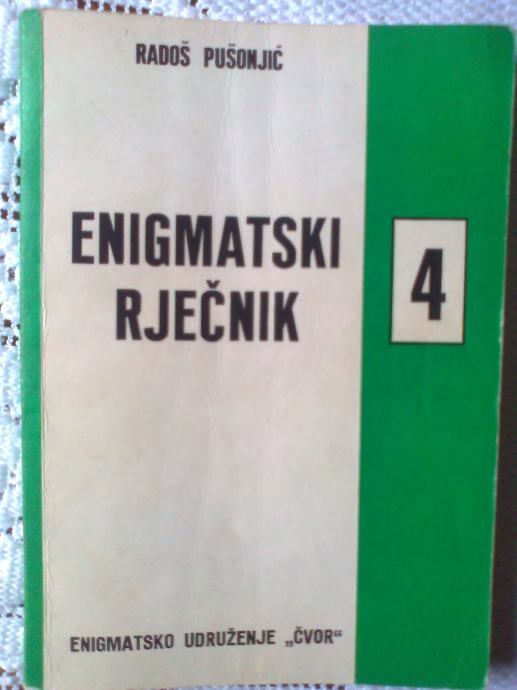 RADOŠ PUŠONJIĆ
ENIGMATSKI
RJEČNIK
4
ENIGMATSKO UDRUŽENJE „ČVOR“